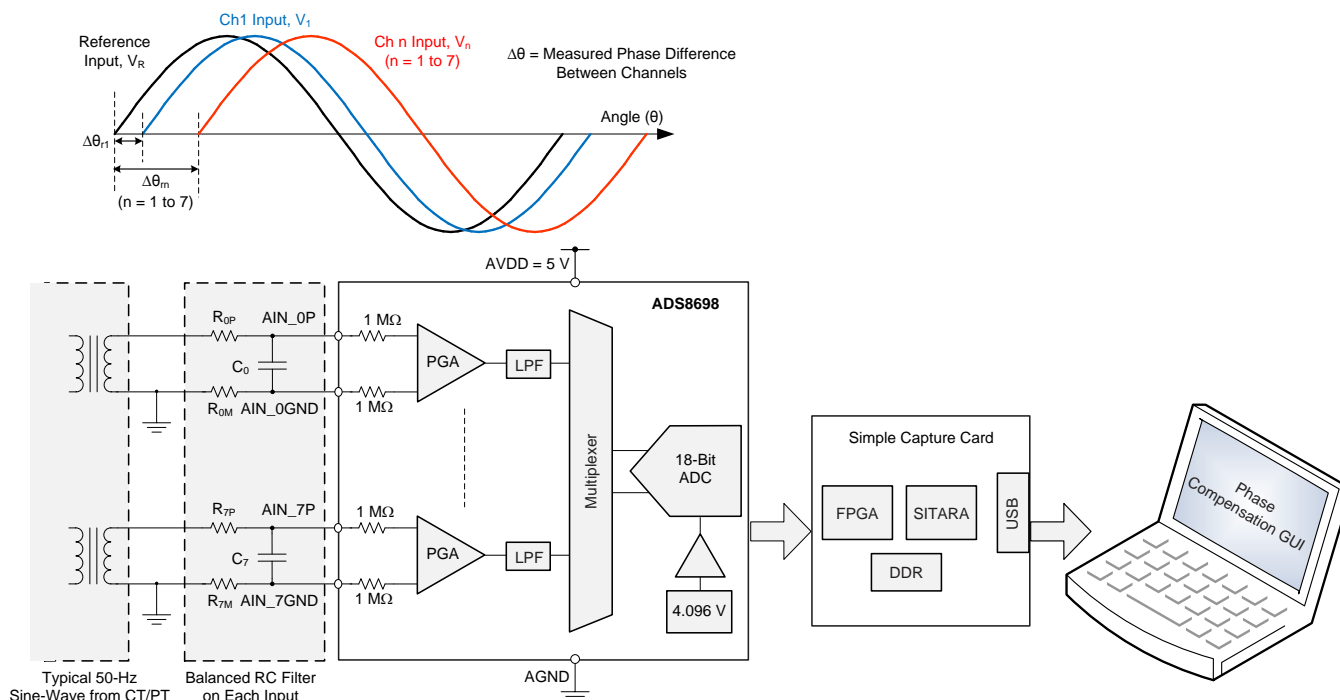 Ch1 Input, V1
Reference
Input, VR
Ch n Input, Vn
(n = 1 to 7)
Δθ = Measured Phase Difference
Between Channels
Angle (θ)
Δθr1
Δθrn
(n = 1 to 7)
AVDD = 5 V
ADS8698
R0P
AIN_0P
1 MΩ
C0
PGA
LPF
R0M
AIN_0GND
1 MΩ
Multiplexer
18-Bit
ADC
R7P
AIN_7P
1 MΩ
C7
PGA
LPF
R7M
AIN_7GND
1 MΩ
4.096 V
Simple Capture Card
FPGA
SITARA
USB
DDR
Phase
Compensation GUI
AGND
Typical 50-Hz
Sine-Wave from CT/PT
Balanced RC Filter
on Each Input